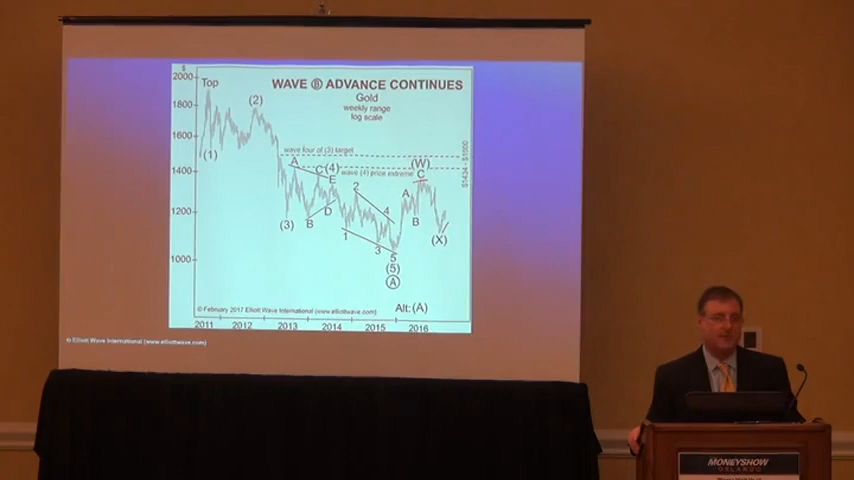 $
2000
Top
WAVE Ⓑ ADVANCE CONTINUES
Gold
weekly range
log scale
1800
(2)
1600
(1)
wave four of (3) target
$1434 - $1500
1400
A
C
(4)
E
wave (4) price extreme
(W)
C
2
A
1200
B
D
4
B
(3)
1
3
(X)
1000
5
(5)
Ⓐ
© February 2017 Elliott Wave International (www.elliottwave.com)
Alt: (A)
2011 2012 2013 2014 2015 2016
© Elliott Wave International (www.elliottwave.com)
MONEYSHOW
ORLANDO